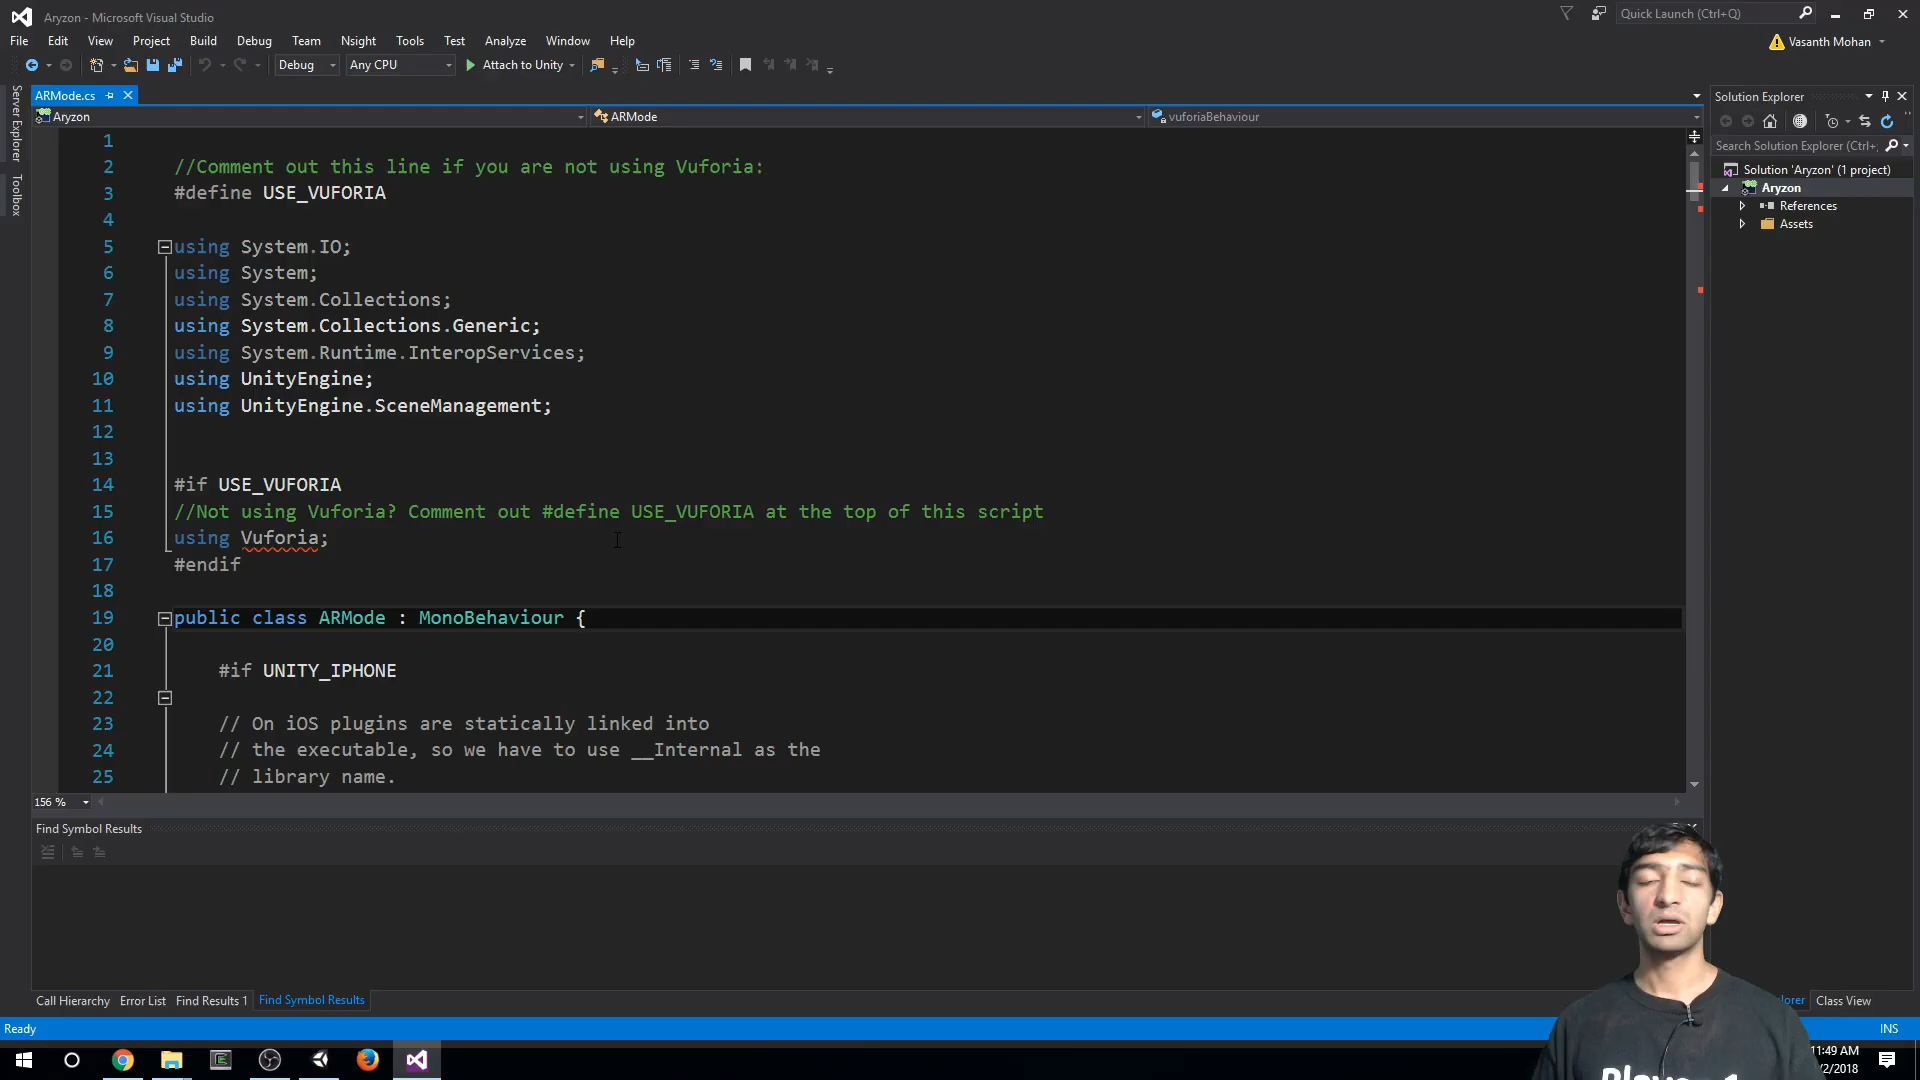 Aryzon - Microsoft Visual Studio
Quick Launch (Ctrl+Q)
File Edit View Project Build Debug Team Nsight Tools Test Analyze Window Help
Vasanth Mohan
Debug Any CPU Attach to Unity
Server Explorer
Toolbox
ARMode.cs
Aryzon ARMode vuforiaBehaviour
1
2 //Comment out this line if you are not using Vuforia:
3 #define USE_VUFORIA
4
5 using System.IO;
6 using System;
7 using System.Collections;
8 using System.Collections.Generic;
9 using System.Runtime.InteropServices;
10 using UnityEngine;
11 using UnityEngine.SceneManagement;
12
13
14 #if USE_VUFORIA
15 //Not using Vuforia? Comment out #define USE_VUFORIA at the top of this script
16 using Vuforia;
17 #endif
18
19 public class ARMode : MonoBehaviour {
20
21 #if UNITY_IPHONE
22
23 // On iOS plugins are statically linked into
24 // the executable, so we have to use __Internal as the
25 // library name.
156 %
Solution Explorer
Search Solution Explorer (Ctrl+;
Solution 'Aryzon' (1 project)
Aryzon
References
Assets
Find Symbol Results
Call Hierarchy Error List Find Results 1 Find Symbol Results
lorer Class View
Ready INS
11:49 AM
/2/2018
Player 1